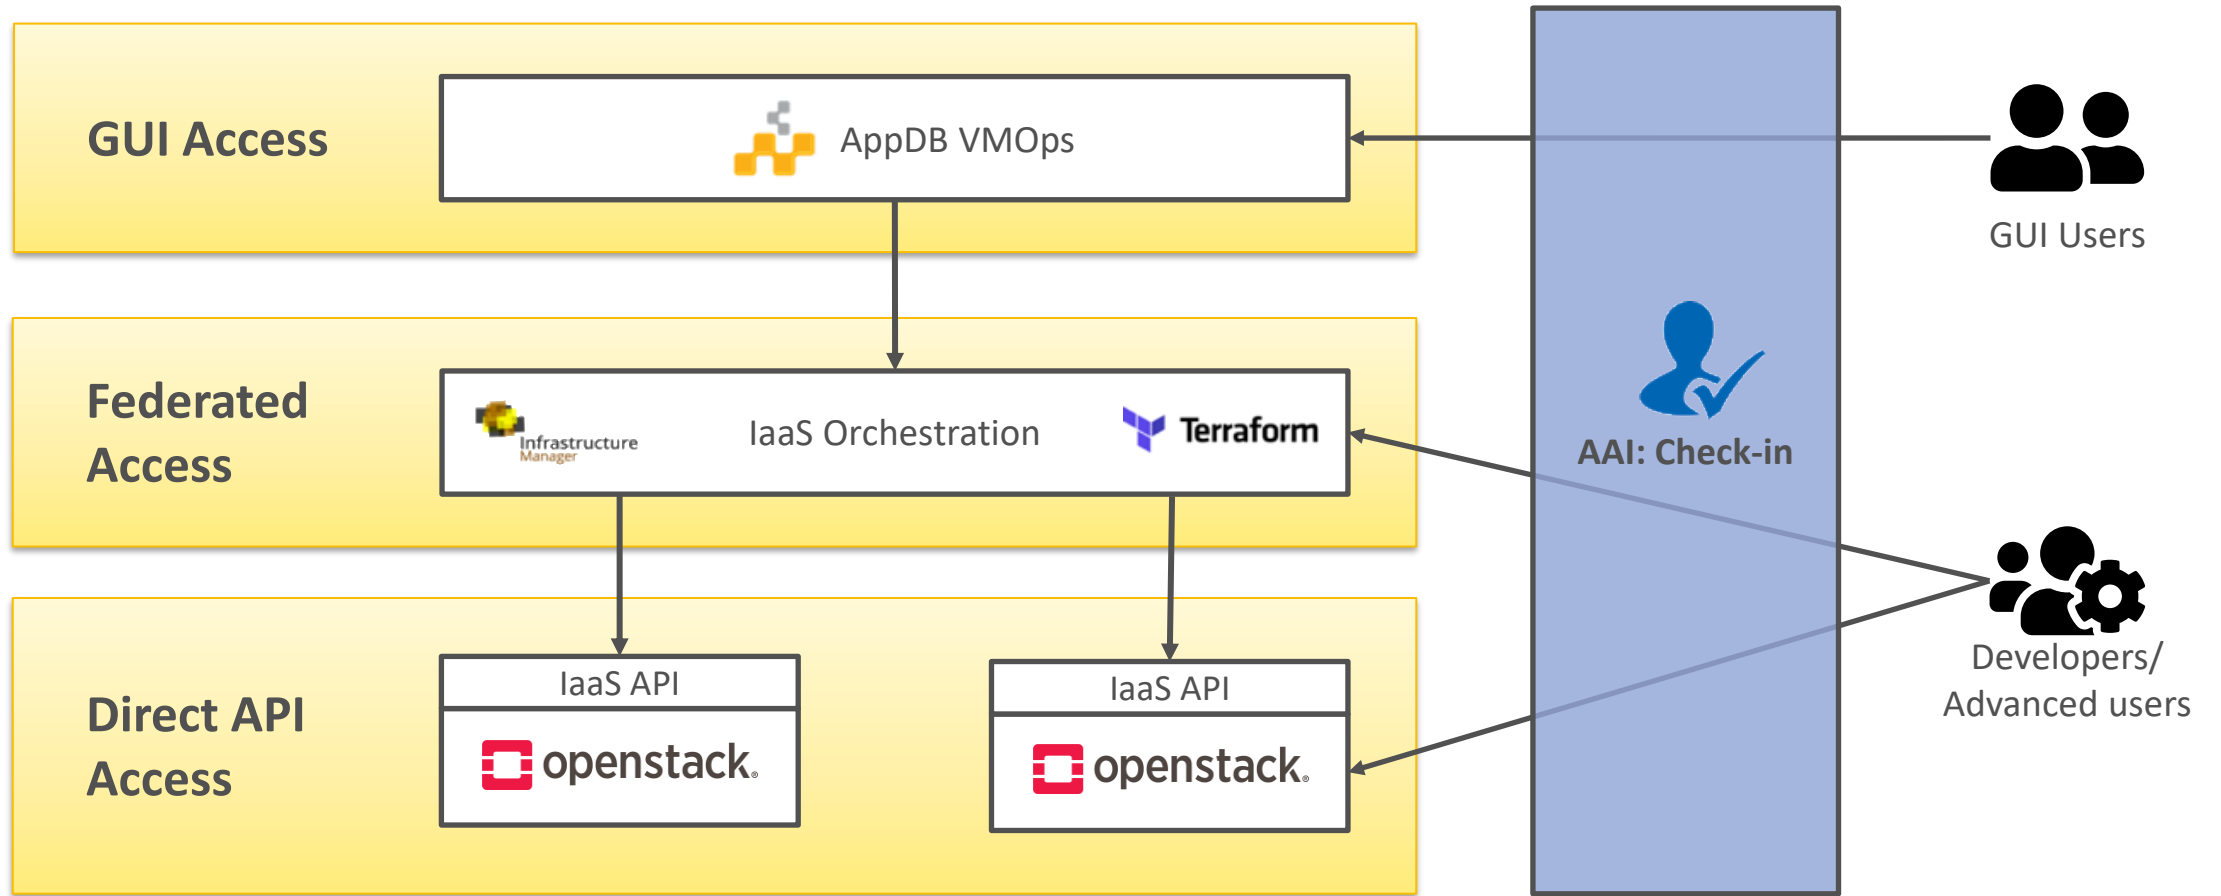 GUI Access
AppDB VMOps
GUI Users
Federated
Access
Infrastructure
Manager
IaaS Orchestration
Terraform
AAI: Check-in
Developers/
Advanced users
Direct API
Access
IaaS API
openstack.
IaaS API
openstack.